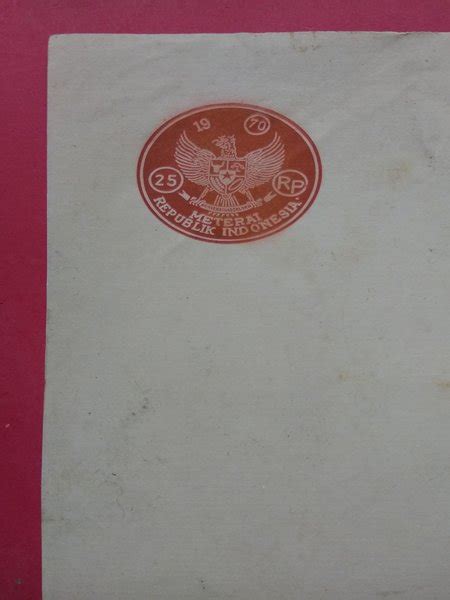 19 70
25 RP
METERAI
REPUBLIK INDONESIA